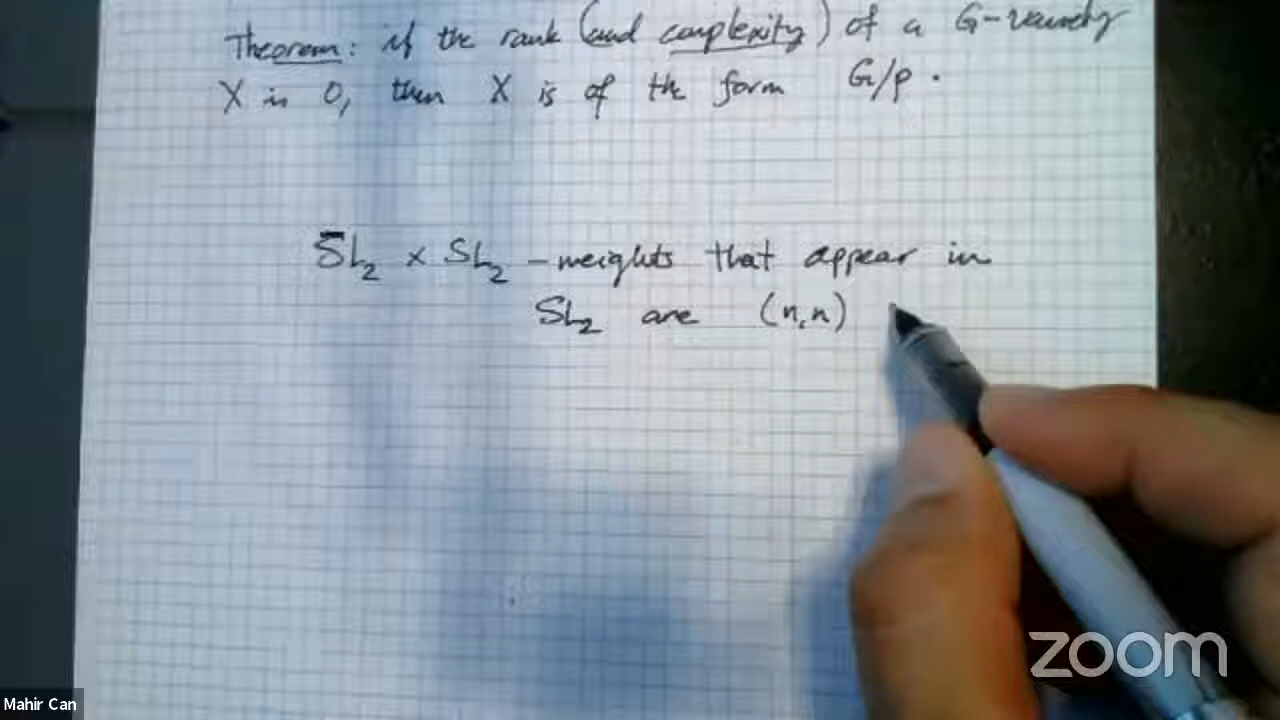 Theorem: if the rank (and complexity) of a G-variety
X is 0, then X is of the form G/P.
SL₂ × SL₂ - weights that appear in
SL₂ are (n,n)
zoom
Mahir Can